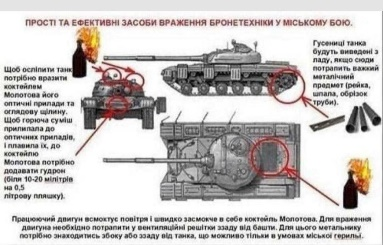 ПРОСТІ ТА ЕФЕКТИВНІ ЗАСОБИ ВРАЖЕННЯ БРОНЕТЕХНІКИ У МІСЬКОМУ БОЮ.
Щоб осліпити танк
потрібно вразити
коктейлем
Молотова його
оптичні прилади та
оглядову щілину.
Щоб горюча суміш
прилипала до
оптичних приладів,
і плавила їх, до
коктейлю
Молотова потрібно
додавати гудрон
(біля 10-20 мілітрів
на 0,5
літрову пляшку).
Гусениці танка
будуть виведені з
ладу, якщо сюди
потрапить важкий
металічний
предмет (рейка,
шпала, обрізок
труби).
Працюючий двигун всмоктує повітря і швидко засмокче в себе коктейль Молотова. Для враження
двигуна необхідно потрапити у вентиляційні решітки ззаду від башти. Для цього метальнику
потрібно знаходитись збоку або ззаду від танка, що можливо тільки в умовах міської герильї.